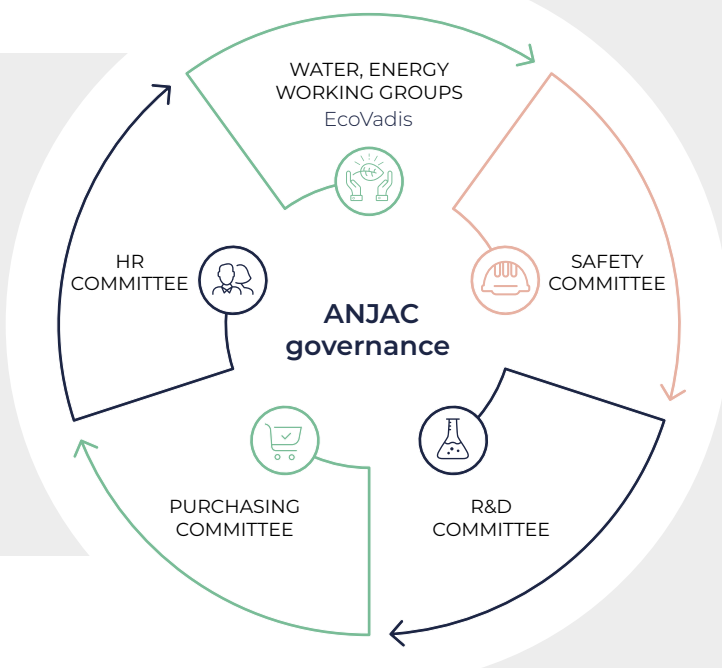 WATER, ENERGY
WORKING GROUPS
EcoVadis
HR
COMMITTEE
SAFETY
COMMITTEE
ANJAC
governance
PURCHASING
COMMITTEE
R&D
COMMITTEE